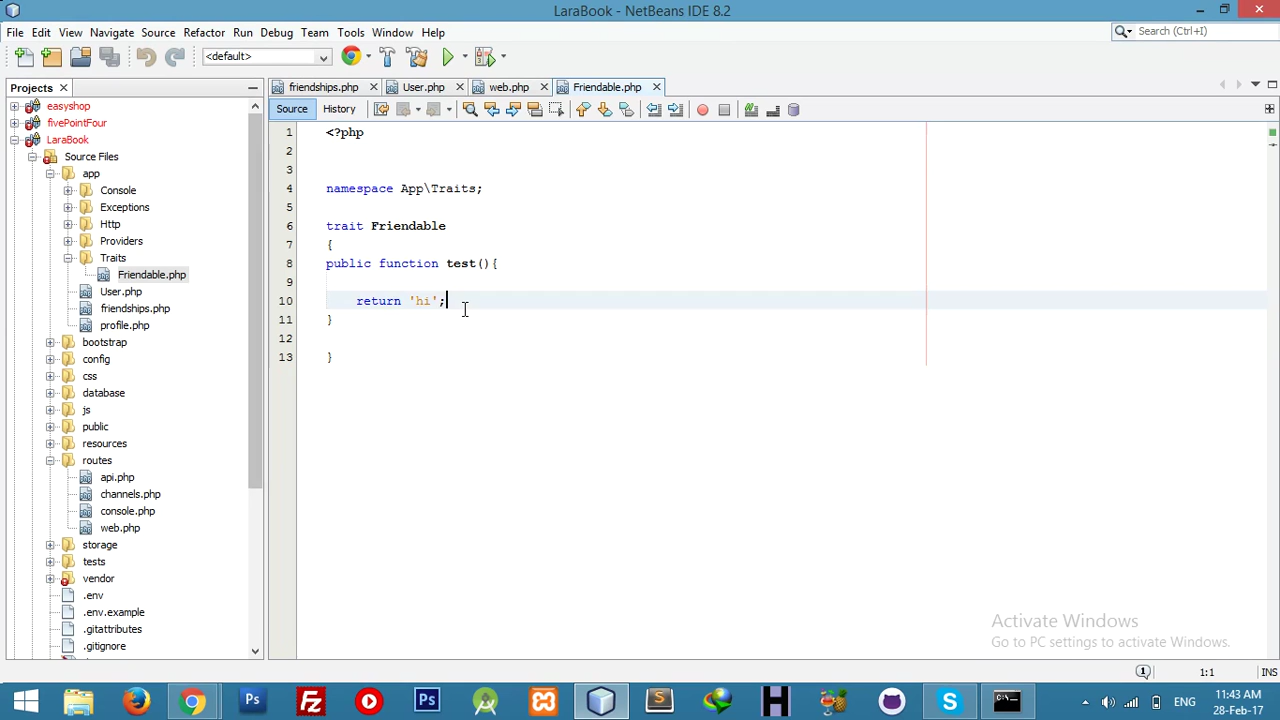 LaraBook - NetBeans IDE 8.2
File Edit View Navigate Source Refactor Run Debug Team Tools Window Help
Search (Ctrl+I)
<default>
Projects
friendships.php User.php web.php Friendable.php
Source History
easyshop
fivePointFour
LaraBook
Source Files
app
Console
Exceptions
Http
Providers
Traits
Friendable.php
User.php
friendships.php
profile.php
bootstrap
config
css
database
js
public
resources
routes
api.php
channels.php
console.php
web.php
storage
tests
vendor
.env
.env.example
.gitattributes
.gitignore
1 <?php
2
3
4 namespace App\Traits;
5
6 trait Friendable
7 {
8 public function test(){
9
10 return 'hi';
11 }
12
13 }
Activate Windows
Go to PC settings to activate Windows.
1:1 INS
Ps Fz Ps S H S C:\_
ENG
11:43 AM
28-Feb-17